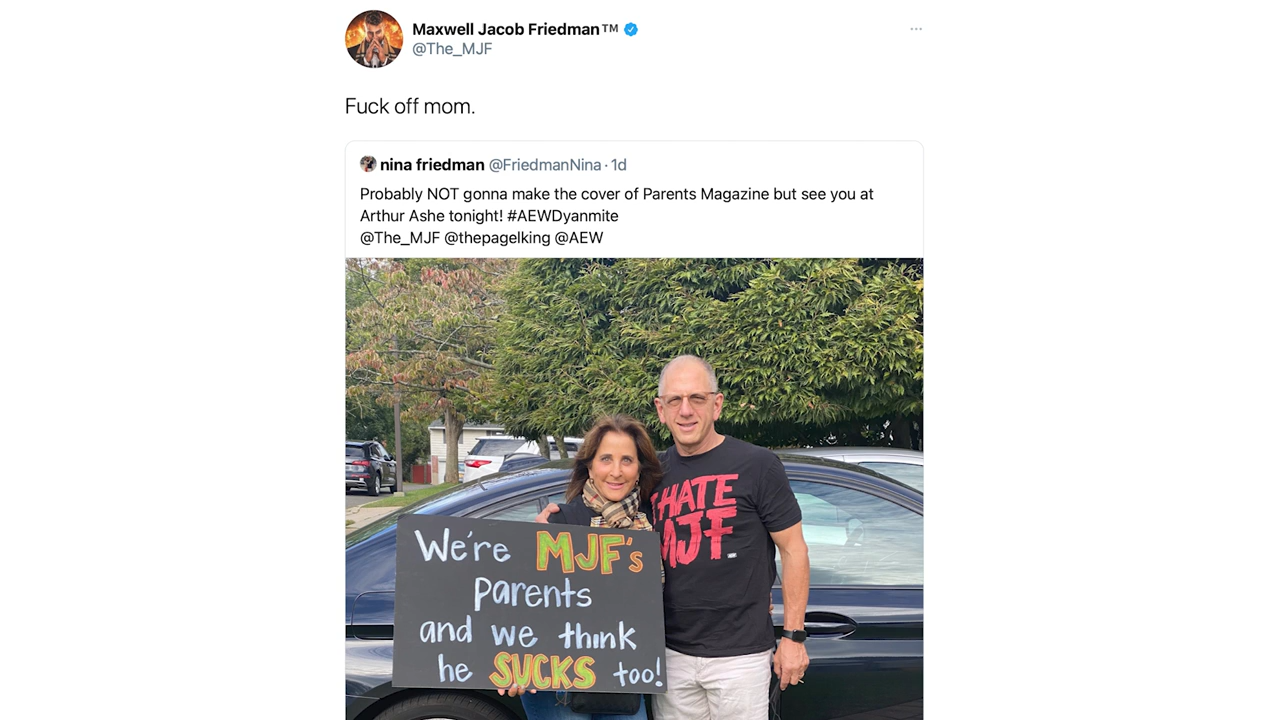 Maxwell Jacob Friedman™
@The_MJF
Fuck off mom.
nina friedman @FriedmanNina · 1d
Probably NOT gonna make the cover of Parents Magazine but see you at
Arthur Ashe tonight! #AEWDyanmite
@The_MJF @thepagelking @AEW
HATE
MJF.
We're MJF's
parents
and we think
he SUCKS too!